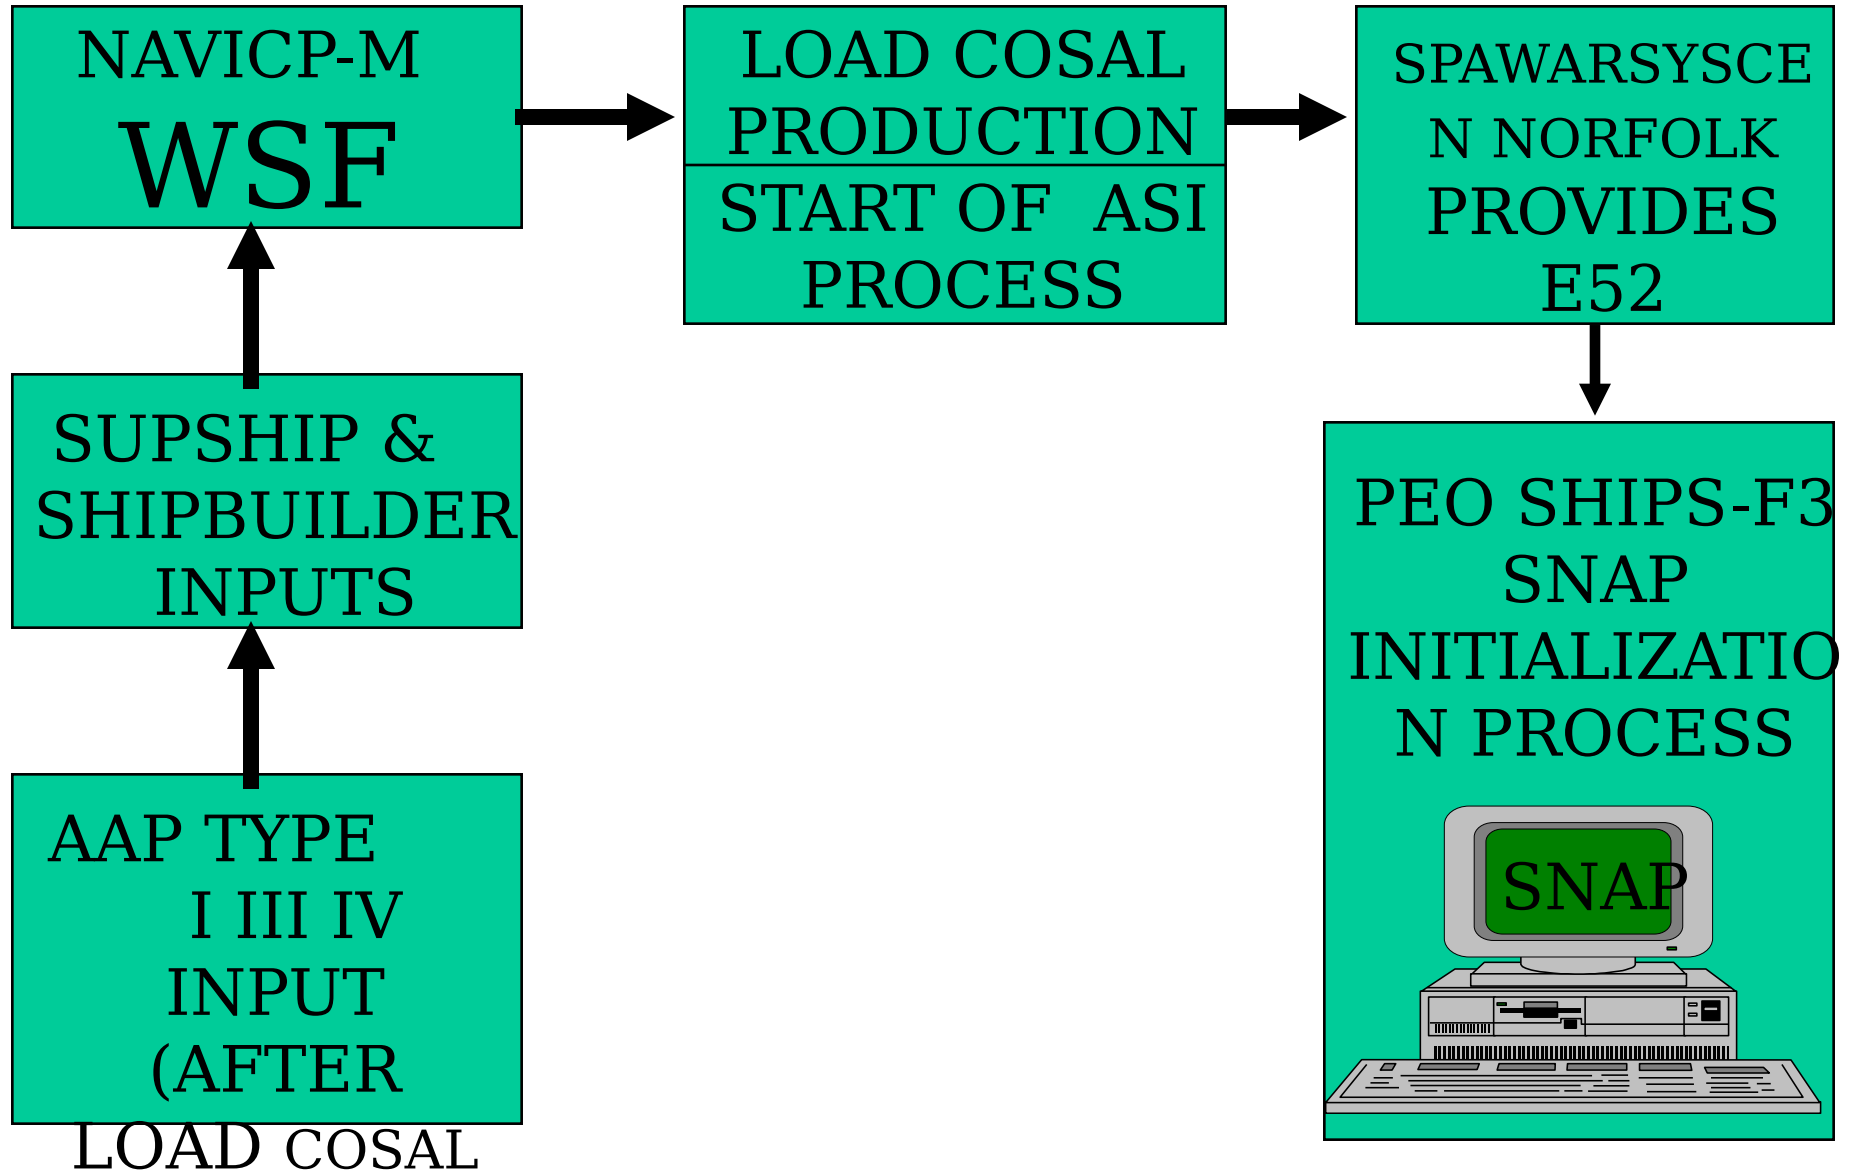 NAVICP-M
WSF
LOAD COSAL
PRODUCTION
START OF ASI
PROCESS
SPAWARSYSCE
N NORFOLK
PROVIDES
E52
SUPSHIP &
SHIPBUILDER
INPUTS
PEO SHIPS-F3
SNAP
INITIALIZATIO
N PROCESS
SNAP
AAP TYPE
I III IV
INPUT
(AFTER
LOAD COSAL